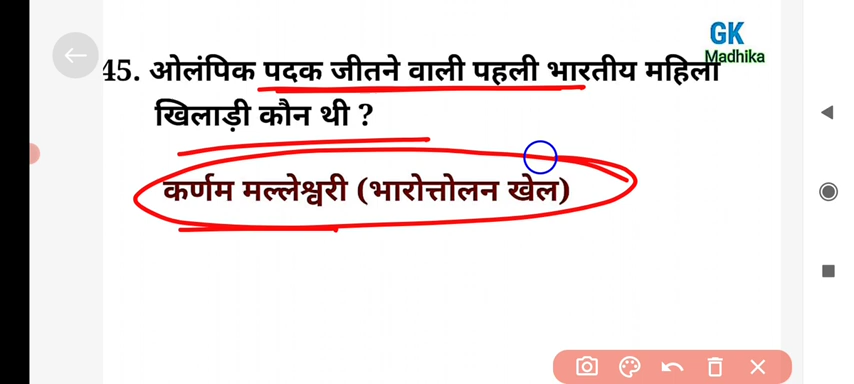 GK
Madhika
45. ओलंपिक पदक जीतने वाली पहली भारतीय महिला
खिलाड़ी कौन थी ?
कर्णम मल्लेश्वरी (भारोत्तोलन खेल)